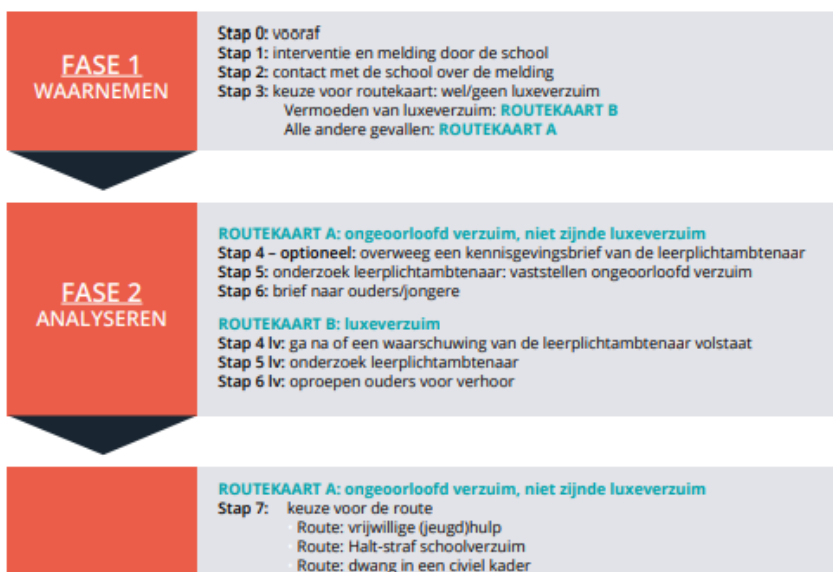 FASE 1
WAARNEMEN
Stap 0: vooraf
Stap 1: interventie en melding door de school
Stap 2: contact met de school over de melding
Stap 3: keuze voor routekaart: wel/geen luxeverzuim
Vermoeden van luxeverzuim: ROUTEKAART B
Alle andere gevallen: ROUTEKAART A
FASE 2
ANALYSEREN
ROUTEKAART A: ongeoorloofd verzuim, niet zijnde luxeverzuim
Stap 4 – optioneel: overweeg een kennisgevingsbrief van de leerplichtambtenaar
Stap 5: onderzoek leerplichtambtenaar: vaststellen ongeoorloofd verzuim
Stap 6: brief naar ouders/jongere
ROUTEKAART B: luxeverzuim
Stap 4 lv: ga na of een waarschuwing van de leerplichtambtenaar volstaat
Stap 5 lv: onderzoek leerplichtambtenaar
Stap 6 lv: oproepen ouders voor verhoor
ROUTEKAART A: ongeoorloofd verzuim, niet zijnde luxeverzuim
Stap 7: keuze voor de route
Route: vrijwillige (jeugd)hulp
Route: Halt-straf schoolverzuim
Route: dwang in een civiel kader